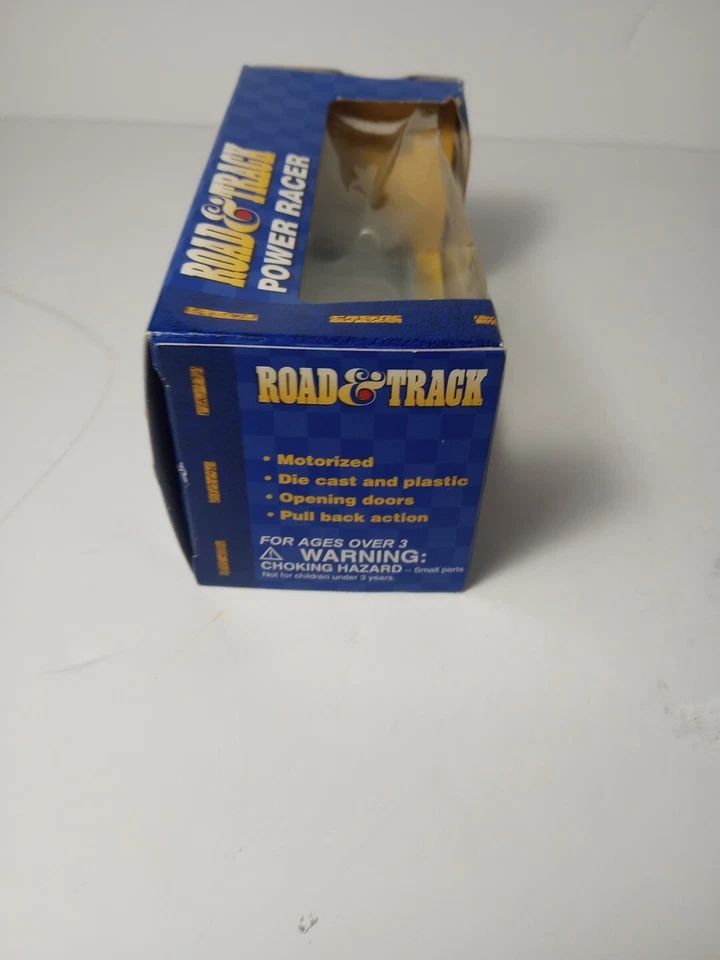 ROAD & TRACK
POWER RACER
ROAD & TRACK
• Motorized
• Die cast and plastic
• Opening doors
• Pull back action
FOR AGES OVER 3
⚠ WARNING:
CHOKING HAZARD – Small parts
Not for children under 3 years.